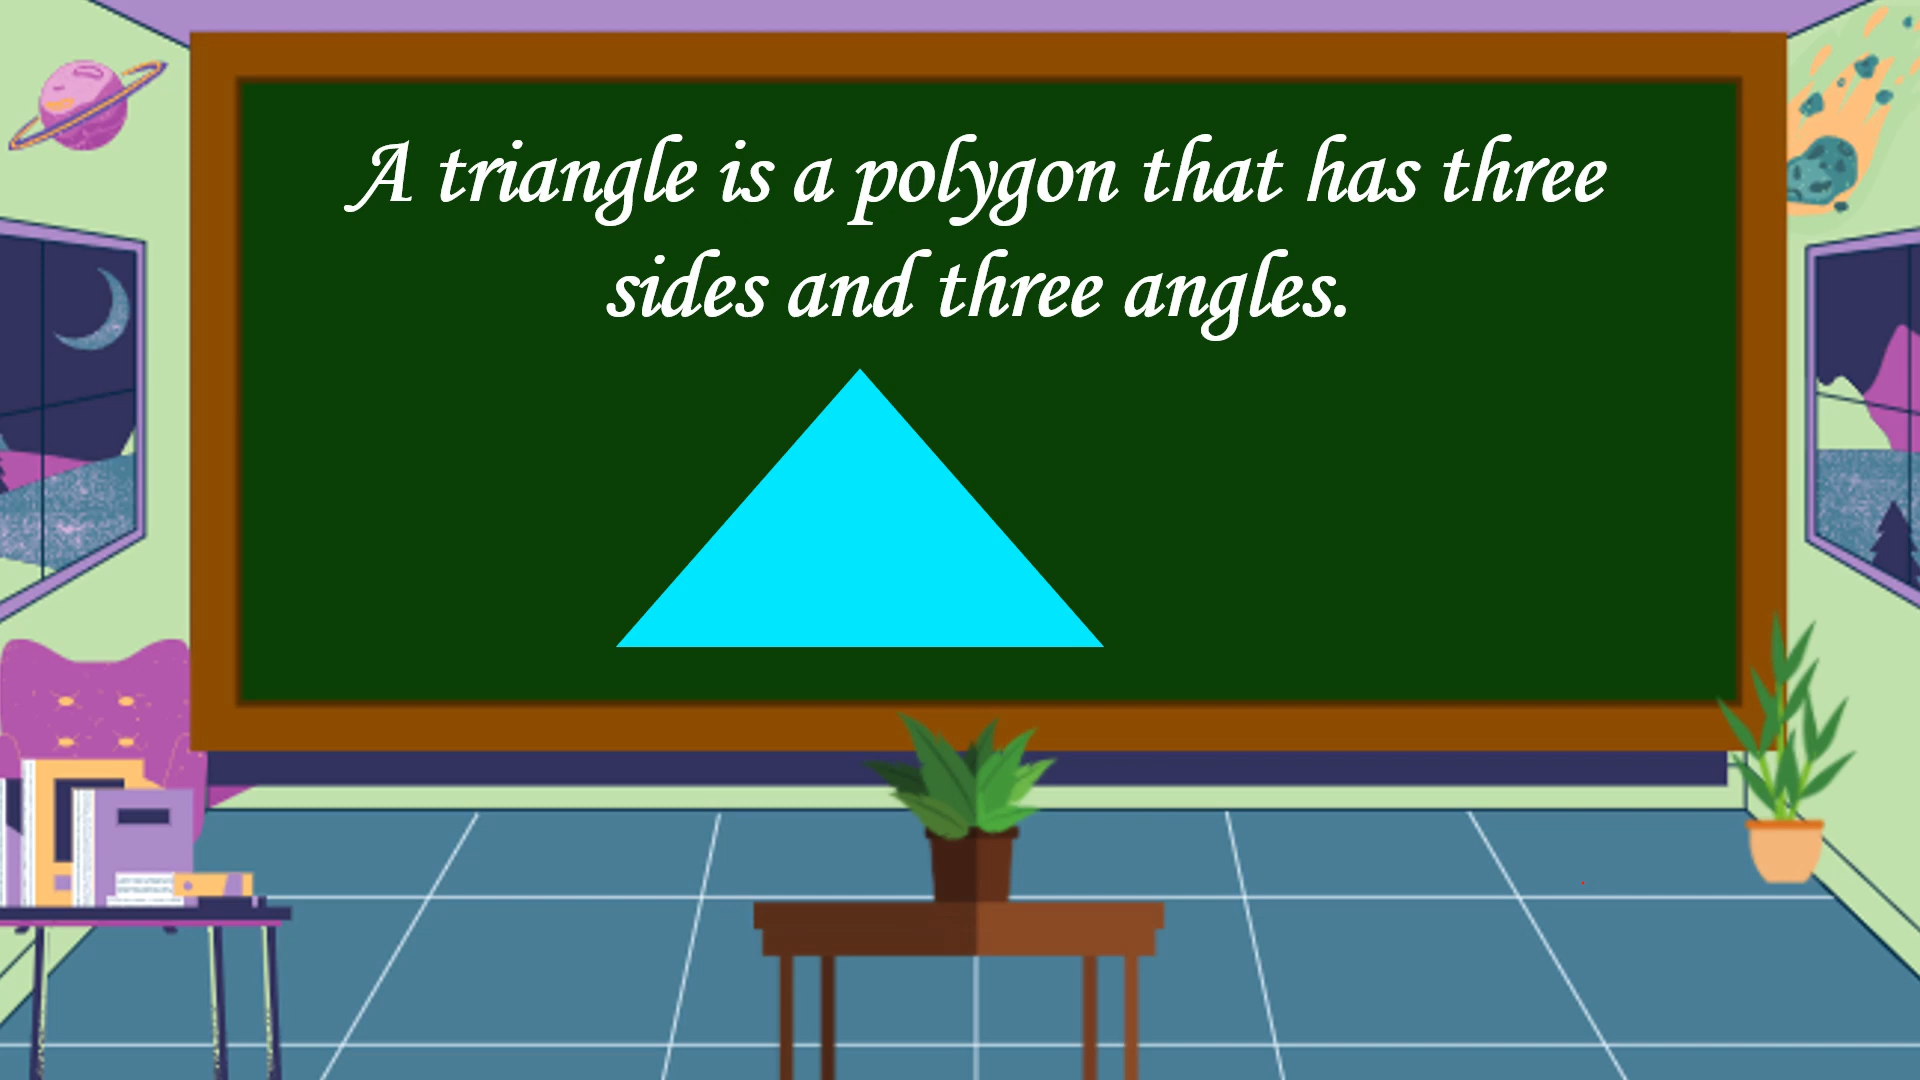 A triangle is a polygon that has three
sides and three angles.